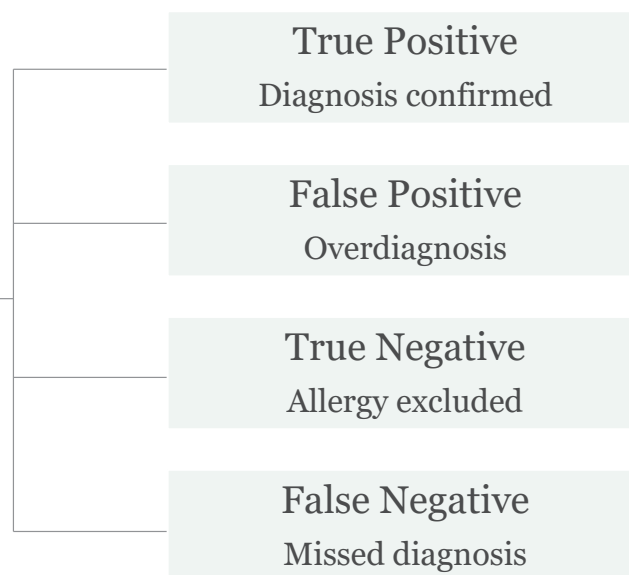 True Positive
Diagnosis confirmed
False Positive
Overdiagnosis
True Negative
Allergy excluded
False Negative
Missed diagnosis